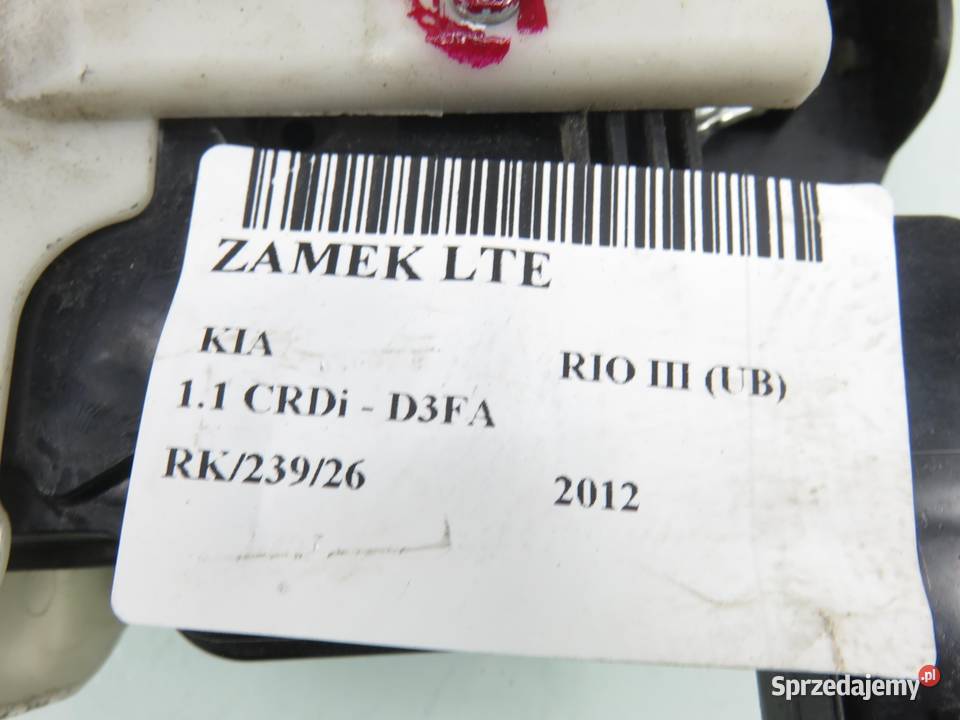 ZAMEK LTE
KIA
RIO III (UB)
1.1 CRDi - D3FA
RK/239/26
2012
Sprzedajemy.pl